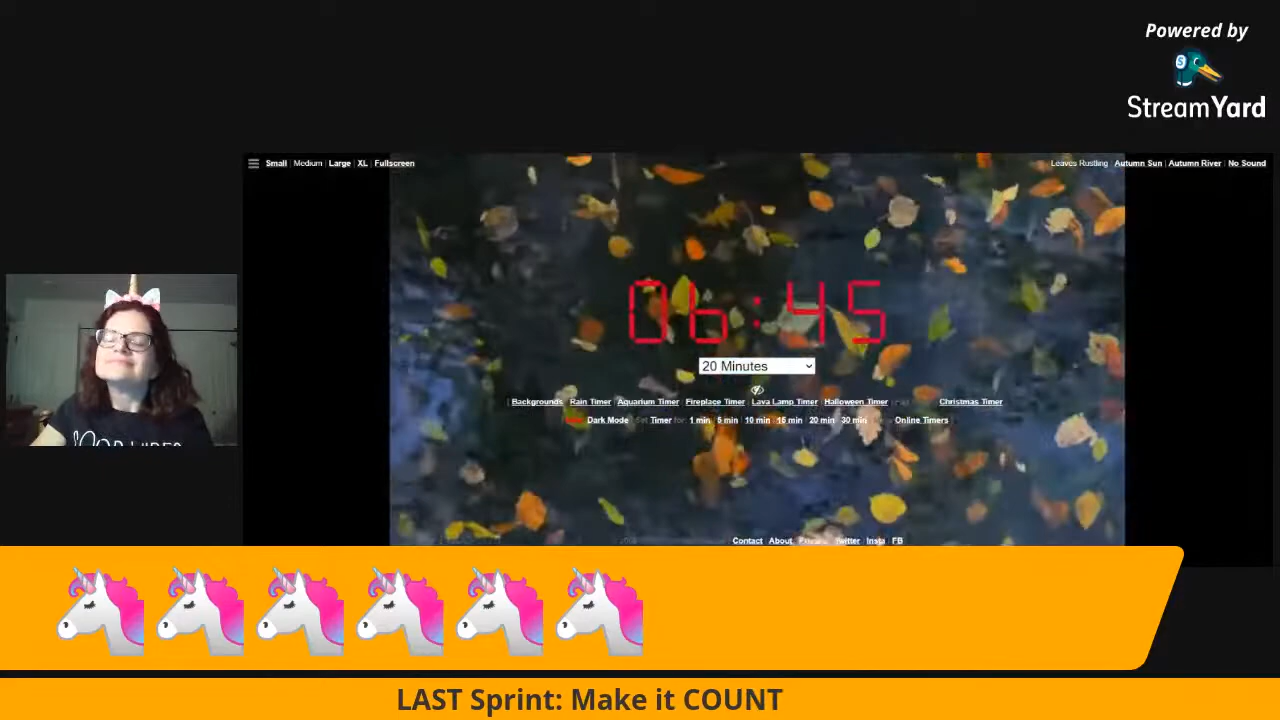 Powered by
StreamYard
Small | Medium | Large | XL | Fullscreen
Leaves Rustling | Autumn Sun | Autumn River | No Sound
06:45
20 Minutes
Backgrounds Rain Timer Aquarium Timer Fireplace Timer Lava Lamp Timer Halloween Timer Christmas Timer
Dark Mode Timer for: 1 min 5 min 10 min 15 min 20 min 30 min Online Timers
Contact About Twitter Insta FB
LAST Sprint: Make it COUNT